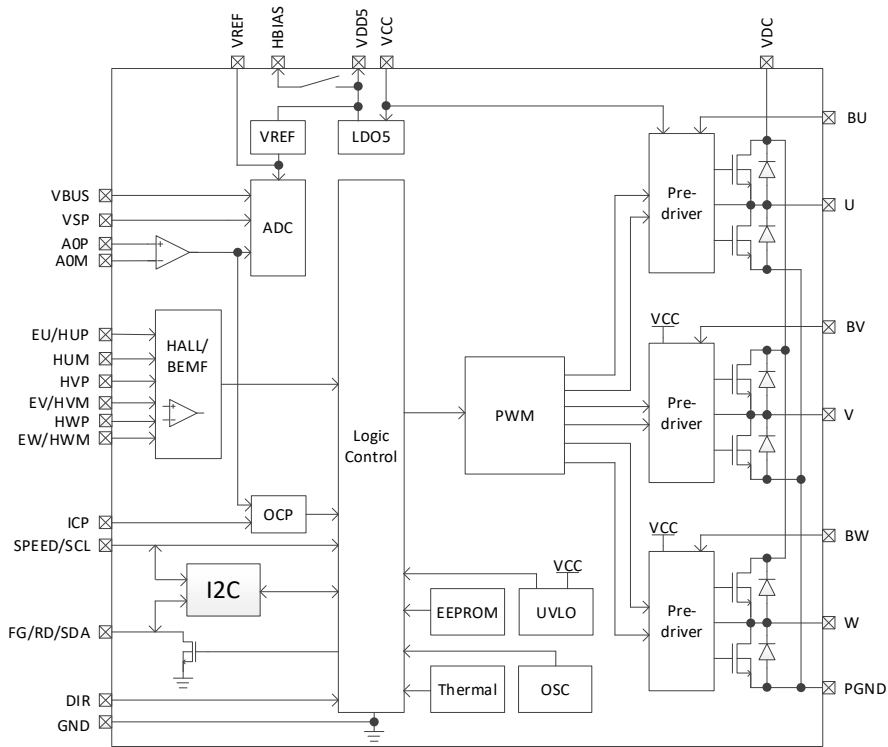 VREF
HBIAS
VDD5
VCC
VDC
VREF
LDO5
BU
Pre-
driver
U
VBUS
VSP
A0P
A0M
ADC
EU/HUP
HUM
HVP
EV/HVM
HWP
EW/HWM
HALL/
BEMF
Logic
Control
PWM
VCC
BV
Pre-
driver
V
ICP
OCP
SPEED/SCL
I2C
FG/RD/SDA
VCC
EEPROM
UVLO
VCC
BW
Pre-
driver
W
DIR
GND
Thermal
OSC
PGND